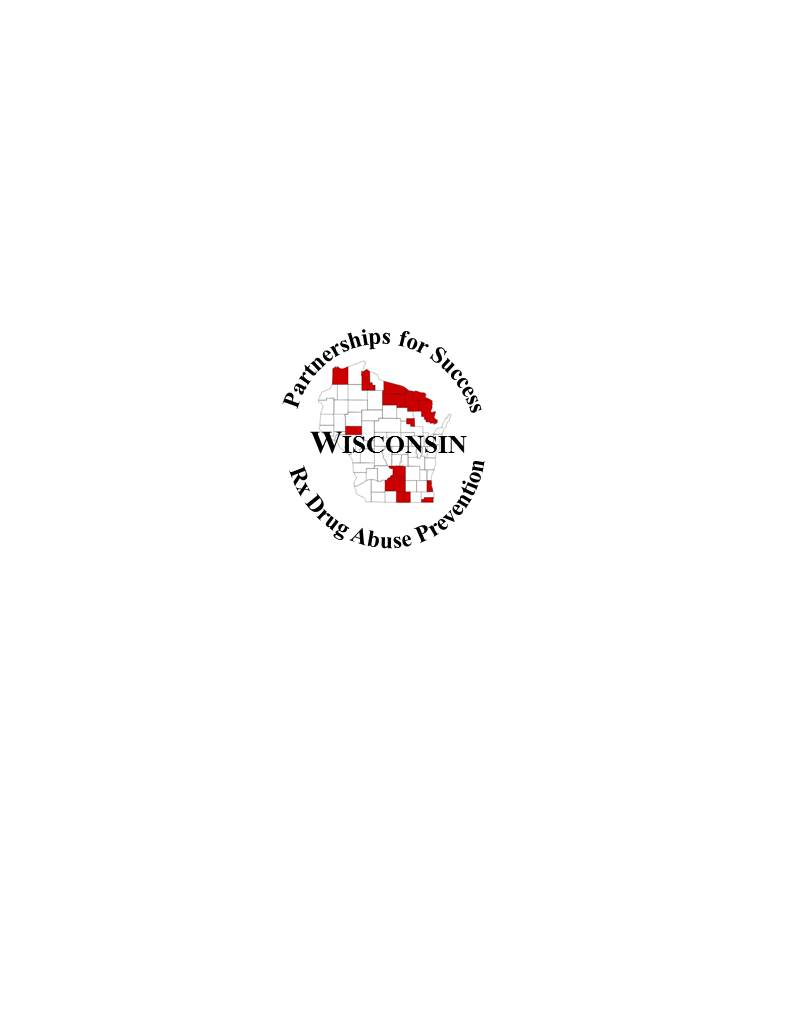 Partnerships for Success
WISCONSIN
Rx Drug Abuse Prevention